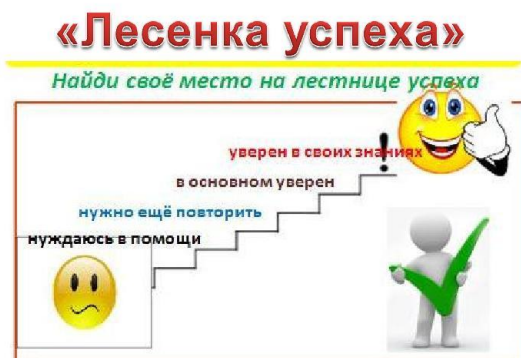 «Лесенка успеха»
Найди своё место на лестнице успеха
уверен в своих знаниях !
в основном уверен
нужно ещё повторить
нуждаюсь в помощи